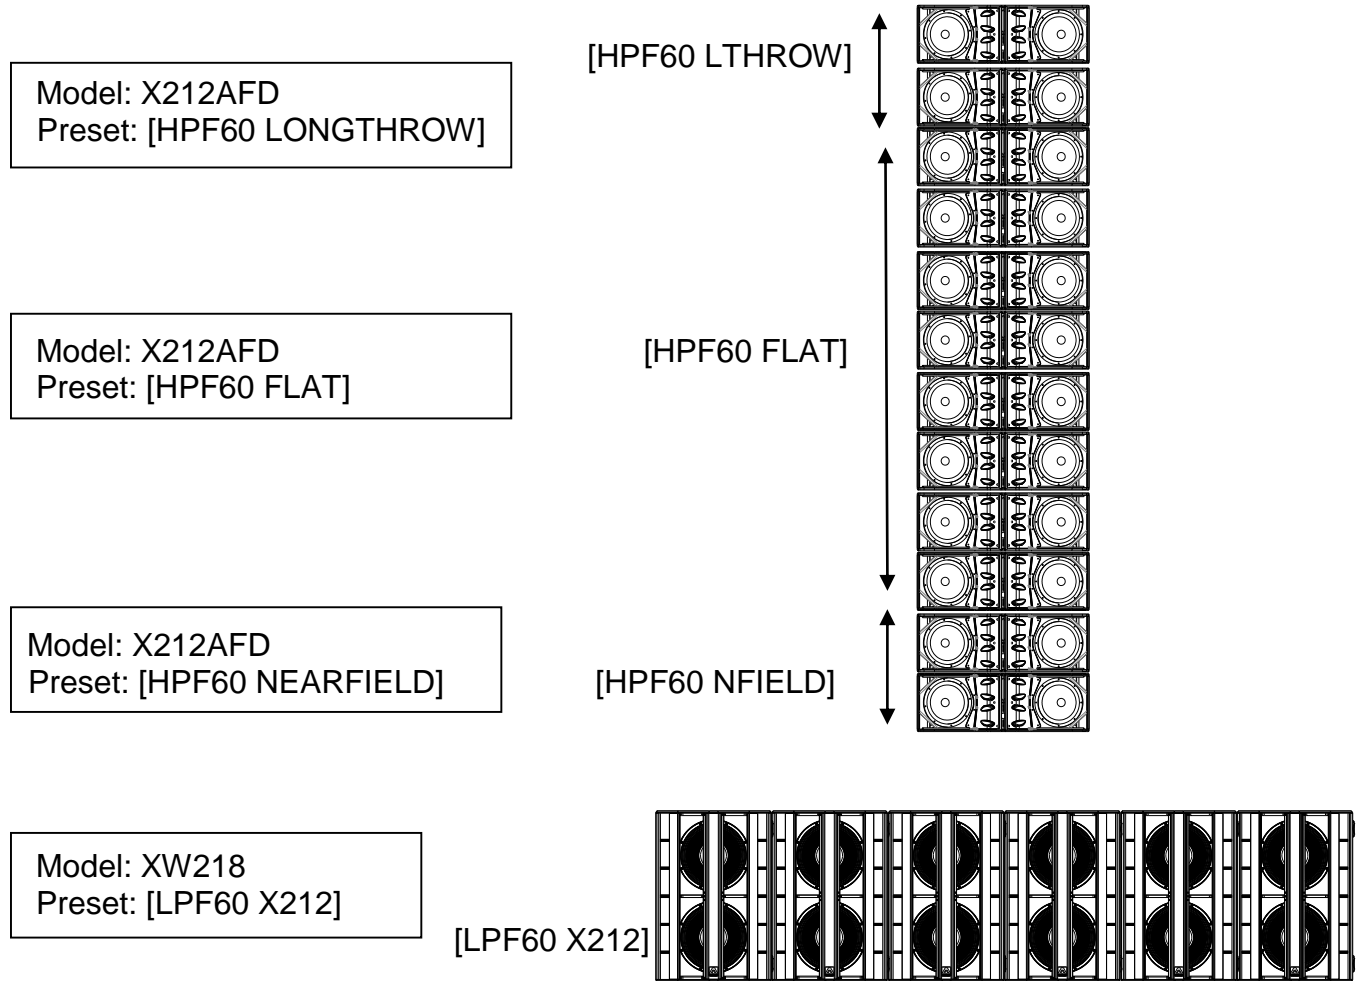 [HPF60 LTHROW]
Model: X212AFD
Preset: [HPF60 LONGTHROW]
Model: X212AFD
Preset: [HPF60 FLAT]
[HPF60 FLAT]
Model: X212AFD
Preset: [HPF60 NEARFIELD]
[HPF60 NFIELD]
Model: XW218
Preset: [LPF60 X212]
[LPF60 X212]